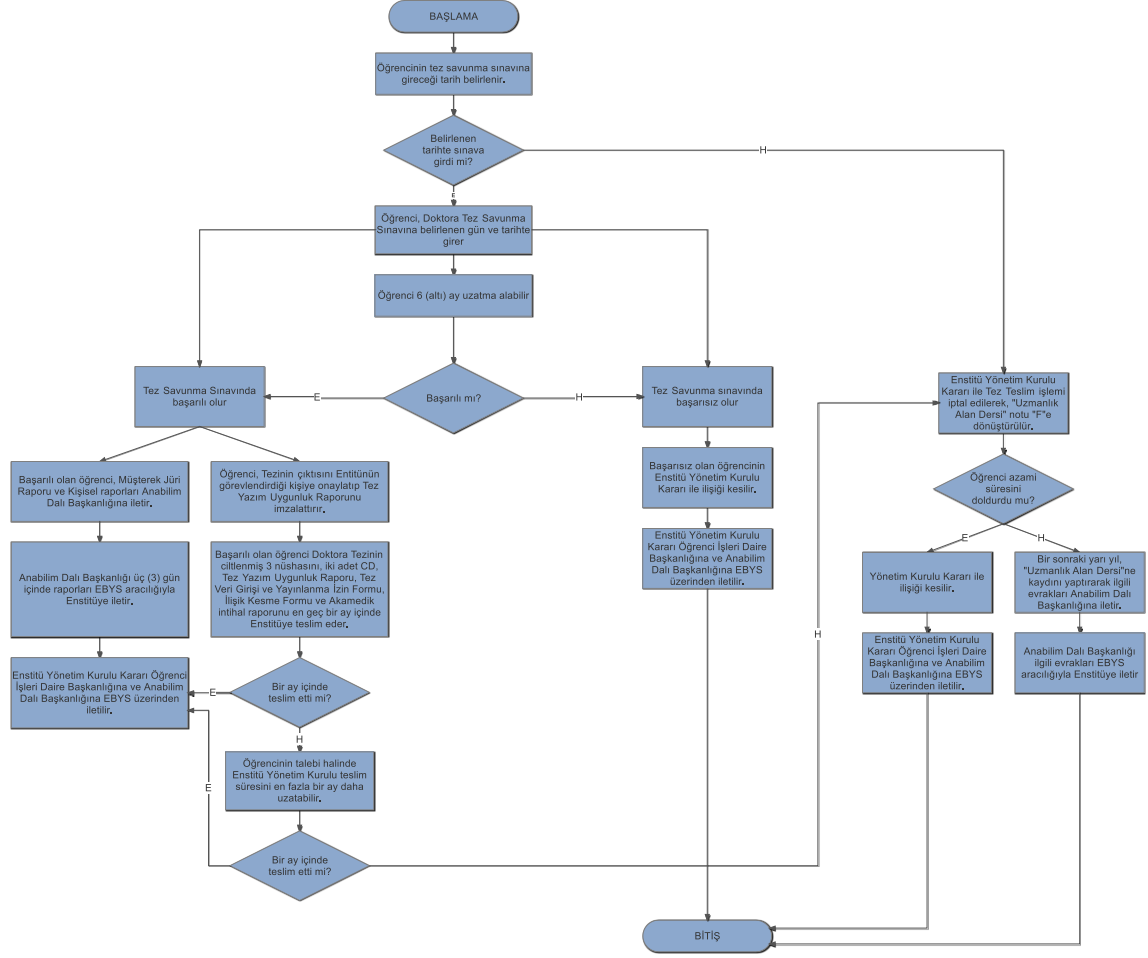 BAŞLAMA
Öğrencinin tez savunma sınavına
gireceği tarih belirlenir.
Belirlenen
tarihte sınava
girdi mi?
H
E
Öğrenci, Doktora Tez Savunma
Sınavına belirlenen gün ve tarihte
girer
Öğrenci 6 (altı) ay uzatma alabilir
Tez Savunma Sınavında
başarılı olur
E
Başarılı mı?
H
Tez Savunma sınavında
başarısız olur
Enstitü Yönetim Kurulu
Kararı ile Tez Teslim işlemi
iptal edilerek, "Uzmanlık
Alan Dersi" notu "F"e
dönüştürülür.
Başarılı olan öğrenci, Müşterek Jüri
Raporu ve Kişisel raporları Anabilim
Dalı Başkanlığına iletir.
Öğrenci, Tezinin çıktısını Entitünün
görevlendirdiği kişiye onaylatıp Tez
Yazım Uygunluk Raporunu
imzalattırır.
Başarısız olan öğrencinin
Enstitü Yönetim Kurulu
Kararı ile ilişiği kesilir.
Öğrenci azami
süresini
doldurdu mu?
Anabilim Dalı Başkanlığı üç (3) gün
içinde raporları EBYS aracılığıyla
Enstitüye iletir.
Başarılı olan öğrenci Doktora Tezinin
ciltlenmiş 3 nüshasını, iki adet CD,
Tez Yazım Uygunluk Raporu, Tez
Veri Girişi ve Yayınlanma İzin Formu,
İlişik Kesme Formu ve Akamedik
intihal raporunu en geç bir ay içinde
Enstitüye teslim eder.
Enstitü Yönetim Kurulu
Kararı Öğrenci İşleri Daire
Başkanlığına ve Anabilim
Dalı Başkanlığına EBYS
üzerinden iletilir.
E
H
Yönetim Kurulu Kararı ile
ilişiği kesilir.
Bir sonraki yarı yıl,
"Uzmanlık Alan Dersi"ne
kaydını yaptırarak ilgili
evrakları Anabilim Dalı
Başkanlığına iletir.
Enstitü Yönetim Kurulu Kararı Öğrenci
İşleri Daire Başkanlığına ve Anabilim
Dalı Başkanlığına EBYS üzerinden
iletilir.
E
Bir ay içinde
teslim etti mi?
H
H
Enstitü Yönetim Kurulu
Kararı Öğrenci İşleri Daire
Başkanlığına ve Anabilim
Dalı Başkanlığına EBYS
üzerinden iletilir.
Anabilim Dalı Başkanlığı
ilgili evrakları EBYS
aracılığıyla Enstitüye iletir
E
Öğrencinin talebi halinde
Enstitü Yönetim Kurulu teslim
süresini en fazla bir ay daha
uzatabilir.
Bir ay içinde
teslim etti mi?
BİTİŞ